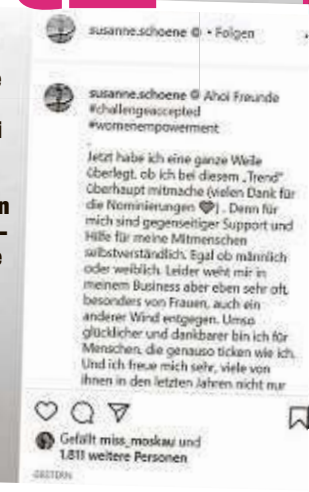 susanne.schoene • Folgen
susanne.schoene Ahoi Freunde
#challengeaccepted
#womenempowerment
.
Jetzt habe ich eine ganze Weile
überlegt, ob ich bei diesem „Trend“
überhaupt mitmache (vielen Dank für
die Nominierungen 🖤) . Denn für
mich sind gegenseitiger Support und
Hilfe für meine Mitmenschen
selbstverständlich. Egal ob männlich
oder weiblich. Leider weht mir in
meinem Business aber eben sehr oft,
besonders von Frauen, auch ein
anderer Wind entgegen. Umso
glücklicher und dankbarer bin ich für
Menschen, die genauso ticken wie ich.
Und ich freue mich sehr, viele von
ihnen in den letzten Jahren nicht nur
Gefällt miss_moskau und
1.811 weitere Personen
GESTERN